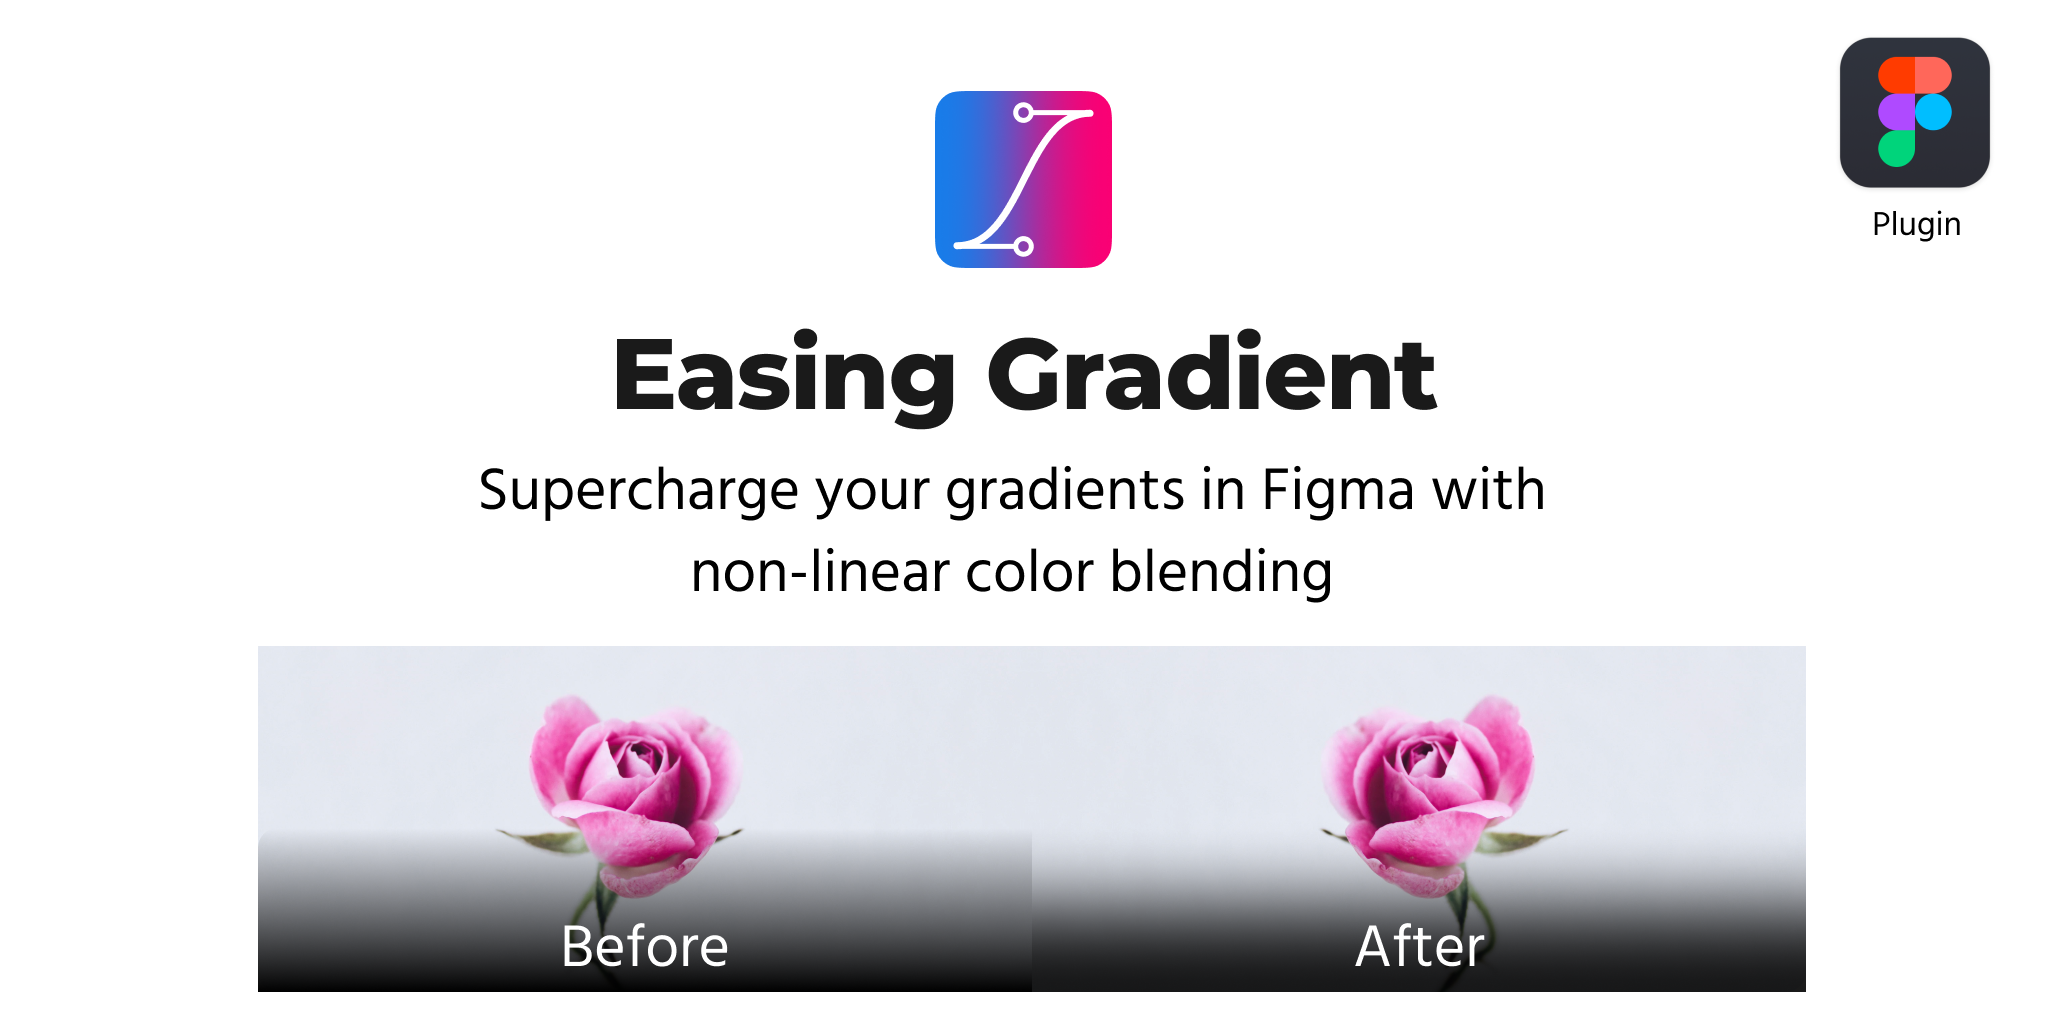 Plugin
Easing Gradient
Supercharge your gradients in Figma with
non-linear color blending
Before
After